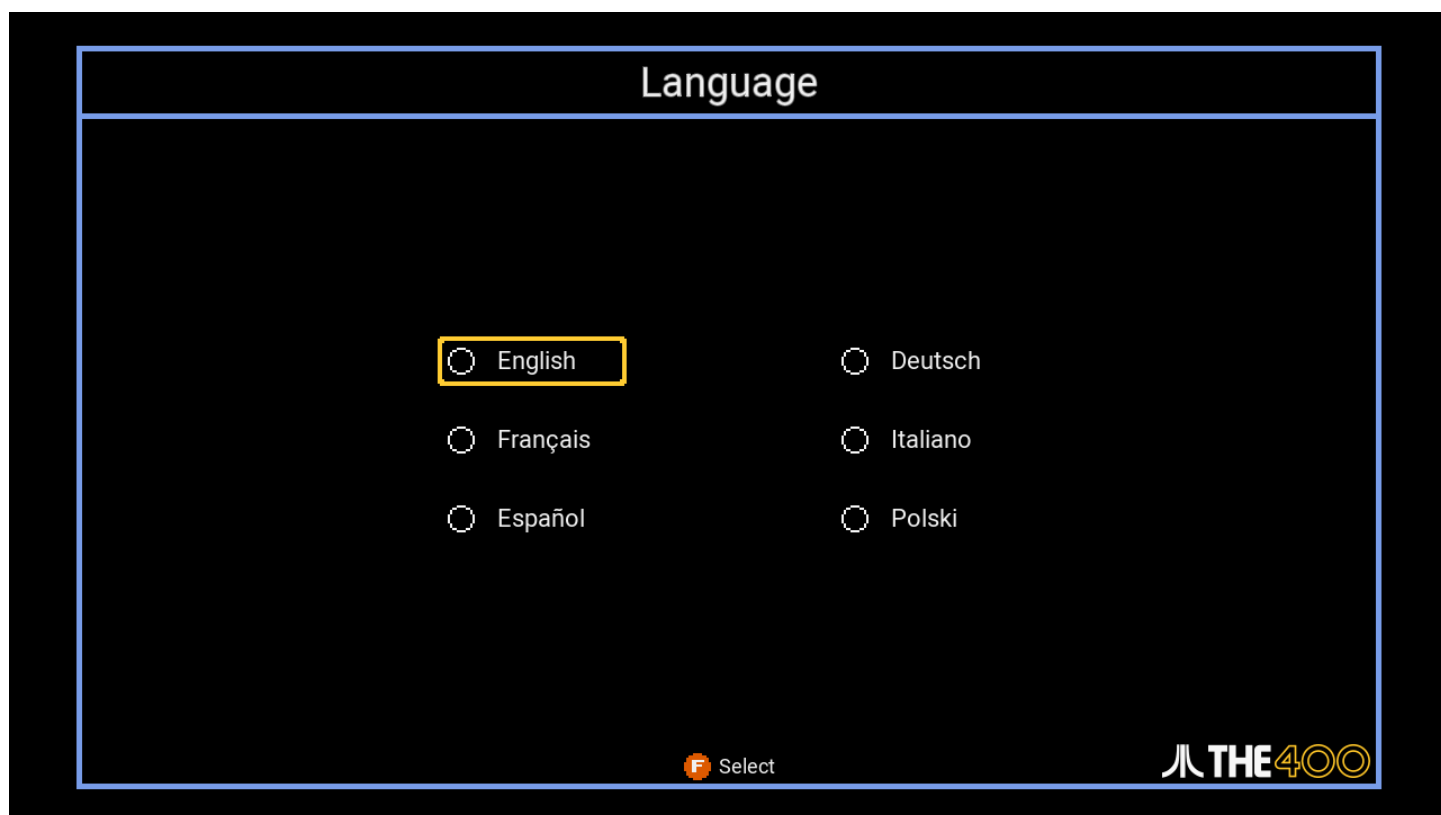 Language
English Deutsch
Français Italiano
Español Polski
F Select
THE400